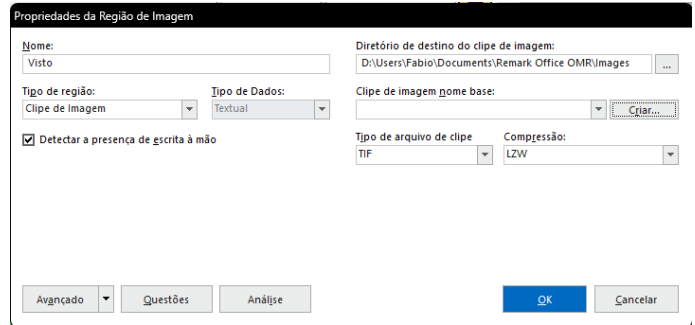 Propriedades da Região de Imagem
Nome:
Visto
Tipo de região:
Tipo de Dados:
Clipe de Imagem
Textual
Detectar a presença de escrita à mão
Diretório de destino do clipe de imagem:
D:\Users\Fabio\Documents\Remark Office OMR\Images
...
Clipe de imagem nome base:
Criar...
Tipo de arquivo de clipe
Compressão:
TIF
LZW
Avançado
Questões
Análise
OK
Cancelar